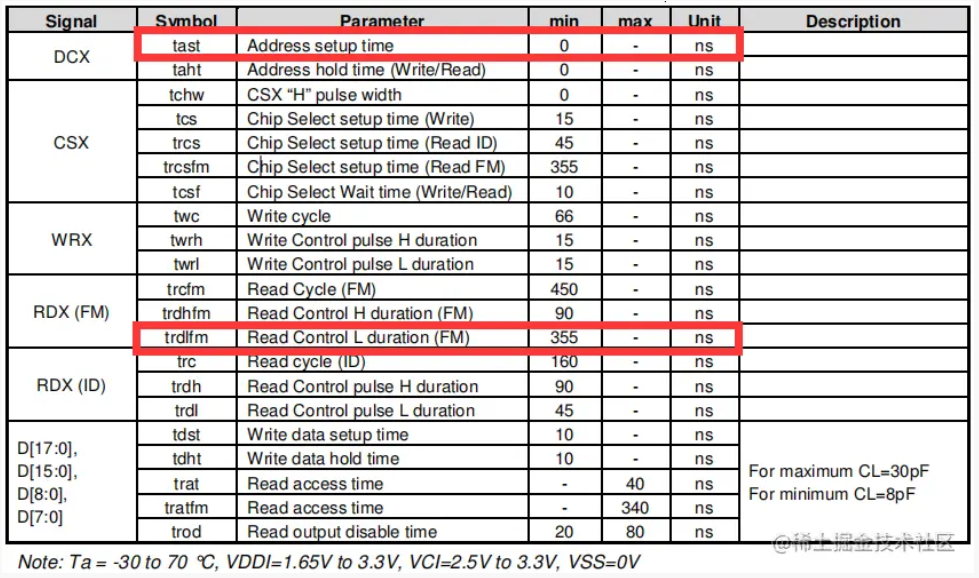 Signal Symbol Parameter min max Unit Description
DCX tast Address setup time 0 - ns
taht Address hold time (Write/Read) 0 - ns
CSX tchw CSX “H” pulse width 0 - ns
tcs Chip Select setup time (Write) 15 - ns
trcs Chip Select setup time (Read ID) 45 - ns
trcsfm Chip Select setup time (Read FM) 355 - ns
tcsf Chip Select Wait time (Write/Read) 10 - ns
WRX twc Write cycle 66 - ns
twrh Write Control pulse H duration 15 - ns
twrl Write Control pulse L duration 15 - ns
RDX (FM) trcfm Read Cycle (FM) 450 - ns
trdhfm Read Control H duration (FM) 90 - ns
trdlfm Read Control L duration (FM) 355 - ns
RDX (ID) trc Read cycle (ID) 160 - ns
trdh Read Control pulse H duration 90 - ns
trdl Read Control pulse L duration 45 - ns
D[17:0],
D[15:0],
D[8:0],
D[7:0]
tdst Write data setup time 10 - ns
tdht Write data hold time 10 - ns
trat Read access time - 40 ns
tratfm Read access time - 340 ns
trod Read output disable time 20 80 ns
For maximum CL=30pF
For minimum CL=8pF
Note: Ta = -30 to 70 °C, VDDI=1.65V to 3.3V, VCI=2.5V to 3.3V, VSS=0V
@稀土掘金技术社区